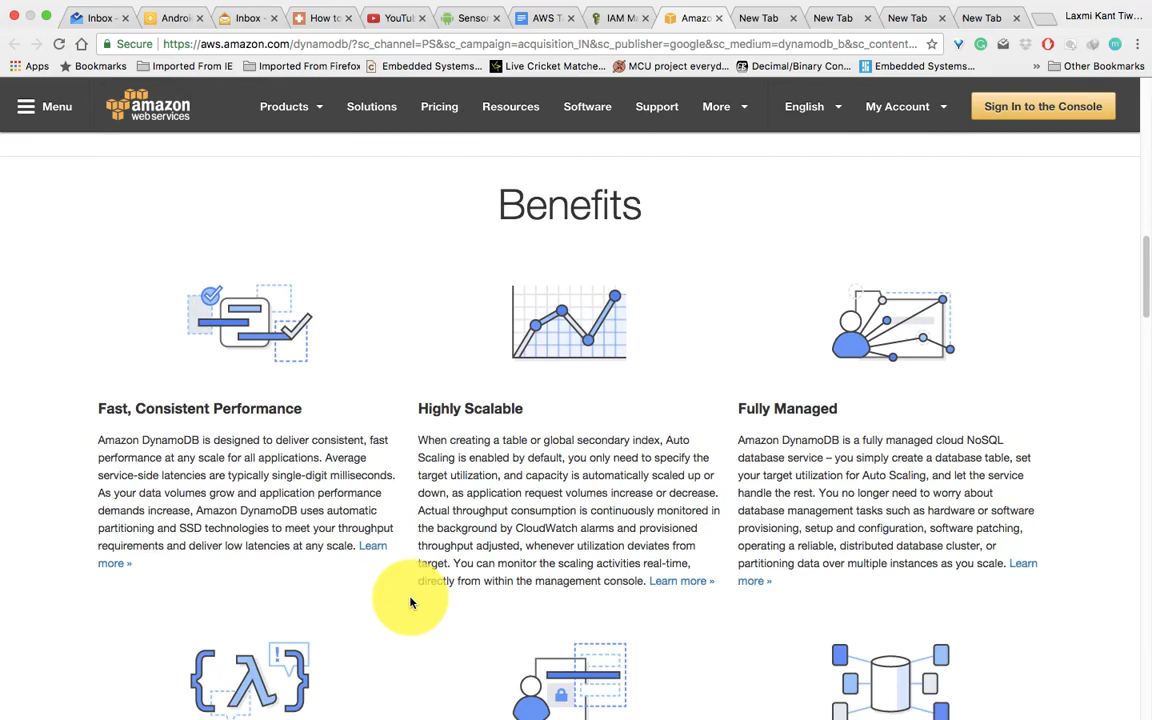 Inbox -
Androi
Inbox -
How to
YouTu
Sensor
AWS T
IAM M
Amazo
New Tab
New Tab
New Tab
New Tab
Laxmi Kant Tiw...
Secure
https://aws.amazon.com/dynamodb/?sc_channel=PS&sc_campaign=acquisition_IN&sc_publisher=google&sc_medium=dynamodb_b&sc_content...
Apps
Bookmarks
Imported From IE
Imported From Firefox
Embedded Systems...
Live Cricket Matche...
MCU project everyd...
Decimal/Binary Con...
Embedded Systems...
»
Other Bookmarks
Menu
amazon
web services
Products
Solutions
Pricing
Resources
Software
Support
More
English
My Account
Sign In to the Console
Benefits
Fast, Consistent Performance
Amazon DynamoDB is designed to deliver consistent, fast
performance at any scale for all applications. Average
service-side latencies are typically single-digit milliseconds.
As your data volumes grow and application performance
demands increase, Amazon DynamoDB uses automatic
partitioning and SSD technologies to meet your throughput
requirements and deliver low latencies at any scale. Learn
more »
Highly Scalable
When creating a table or global secondary index, Auto
Scaling is enabled by default, you only need to specify the
target utilization, and capacity is automatically scaled up or
down, as application request volumes increase or decrease.
Actual throughput consumption is continuously monitored
in the background by CloudWatch alarms and provisioned
throughput adjusted, whenever utilization deviates from
target. You can monitor the scaling activities real-time,
directly from within the management console. Learn more »
Fully Managed
Amazon DynamoDB is a fully managed cloud NoSQL
database service – you simply create a database table, set
your target utilization for Auto Scaling, and let the service
handle the rest. You no longer need to worry about
database management tasks such as hardware or software
provisioning, setup and configuration, software patching,
operating a reliable, distributed database cluster, or
partitioning data over multiple instances as you scale. Learn
more »